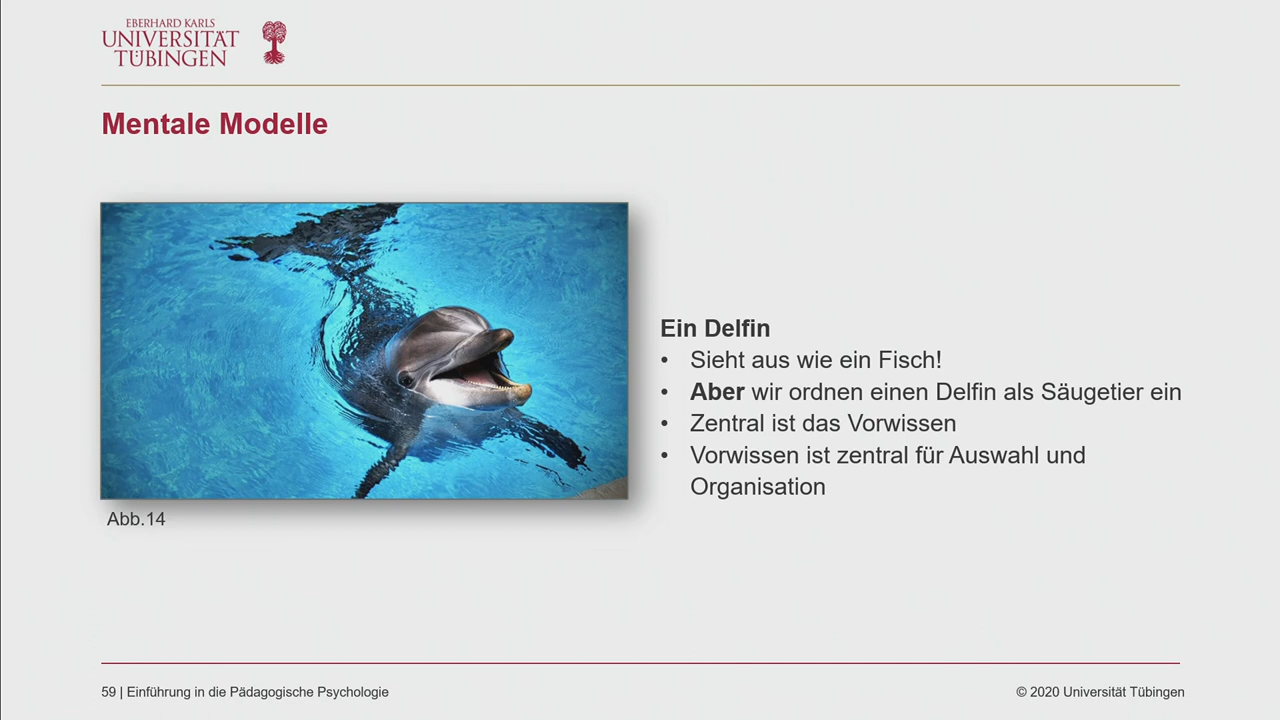 EBERHARD KARLS
UNIVERSITÄT
TÜBINGEN
Mentale Modelle
Ein Delfin
• Sieht aus wie ein Fisch!
• Aber wir ordnen einen Delfin als Säugetier ein
• Zentral ist das Vorwissen
• Vorwissen ist zentral für Auswahl und
Organisation
Abb.14
59 | Einführung in die Pädagogische Psychologie
© 2020 Universität Tübingen